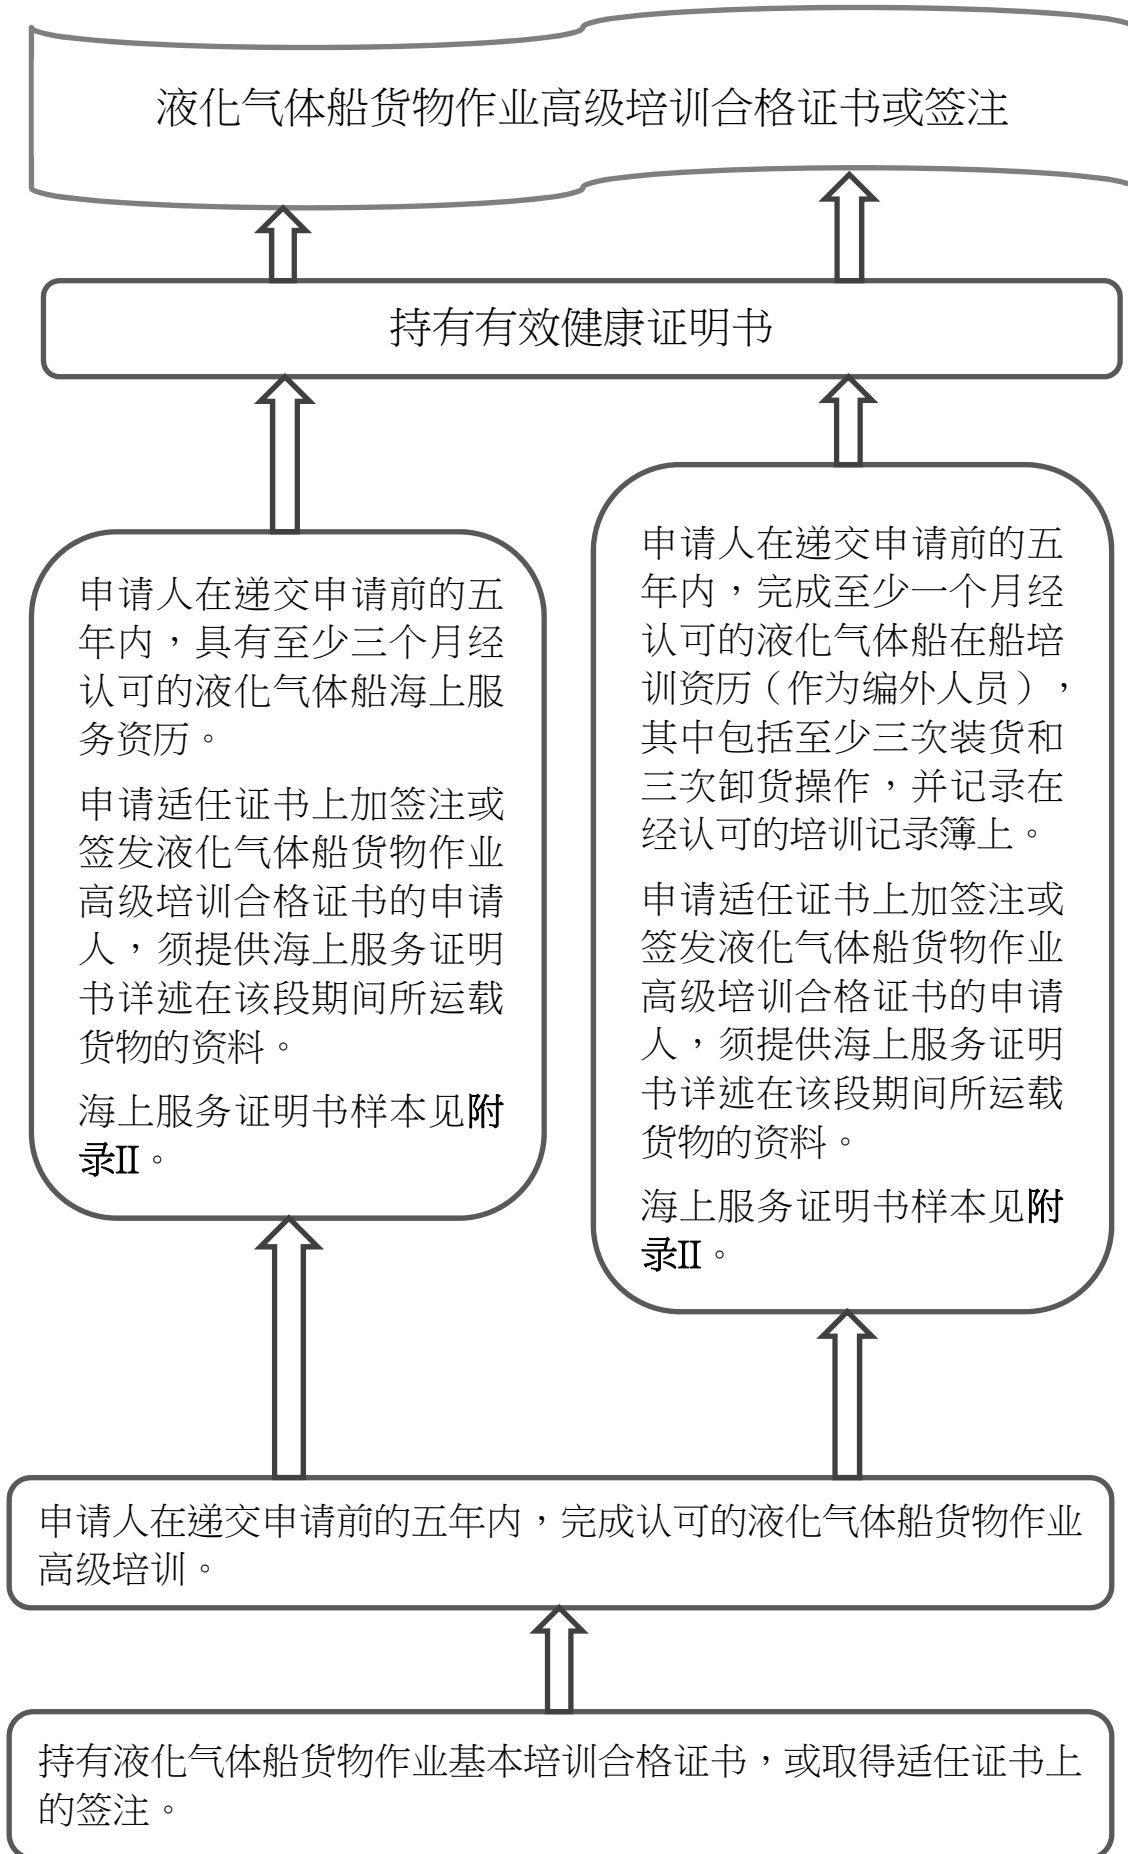 液化气体船货物作业高级培训合格证书或签注
持有有效健康证明书
申请人在递交申请前的五
年内，具有至少三个月经
认可的液化气体船海上服
务资历。
申请适任证书上加签注或
签发液化气体船货物作业
高级培训合格证书的申请
人，须提供海上服务证明
书详述在该段期间所运载
货物的资料。
海上服务证明书样本见附
录II。
申请人在递交申请前的五
年内，完成至少一个月经
认可的液化气体船在船培
训资历（作为编外人员），
其中包括至少三次装货和
三次卸货操作，并记录在
经认可的培训记录簿上。
申请适任证书上加签注或
签发液化气体船货物作业
高级培训合格证书的申请
人，须提供海上服务证明
书详述在该段期间所运载
货物的资料。
海上服务证明书样本见附
录II。
申请人在递交申请前的五年内，完成认可的液化气体船货物作业
高级培训。
持有液化气体船货物作业基本培训合格证书，或取得适任证书上
的签注。